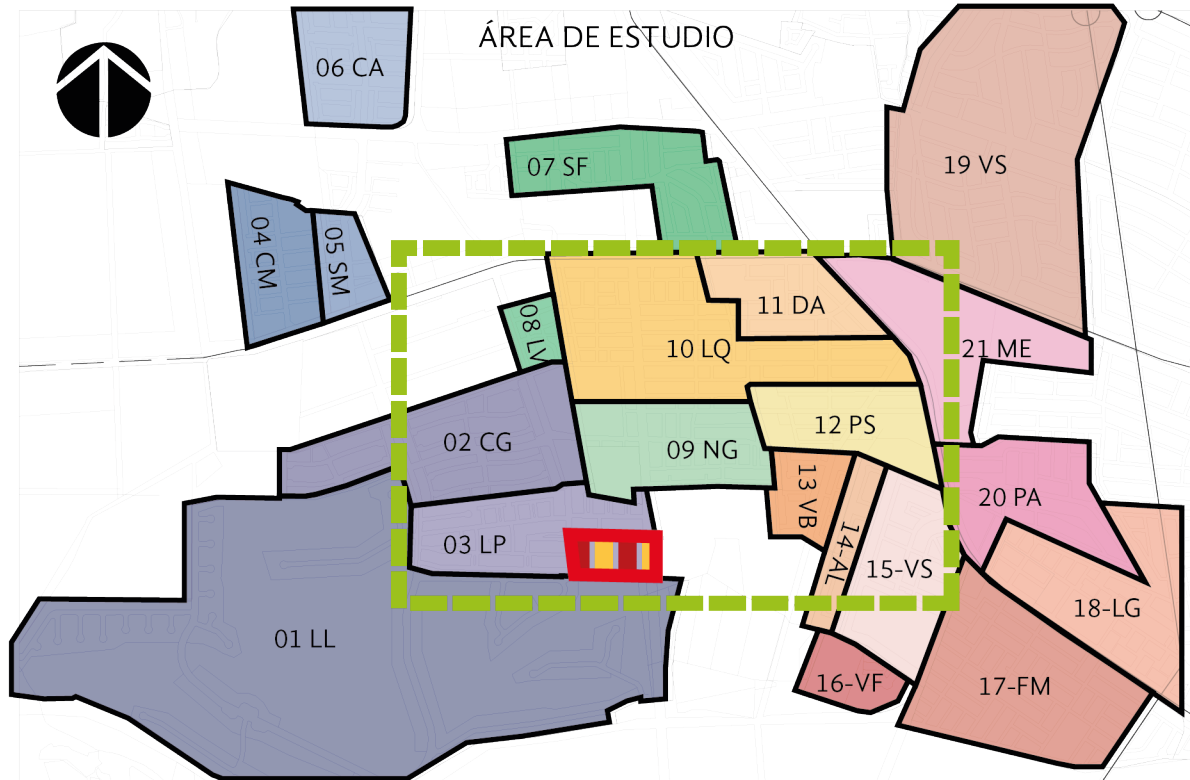 ÁREA DE ESTUDIO
06 CA
19 VS
07 SF
04 CM
05 SM
11 DA
08 LV
10 LQ
21 ME
12 PS
02 CG
09 NG
13 VB
20 PA
03 LP
14-AL
15-VS
18-LG
01 LL
16-VF
17-FM